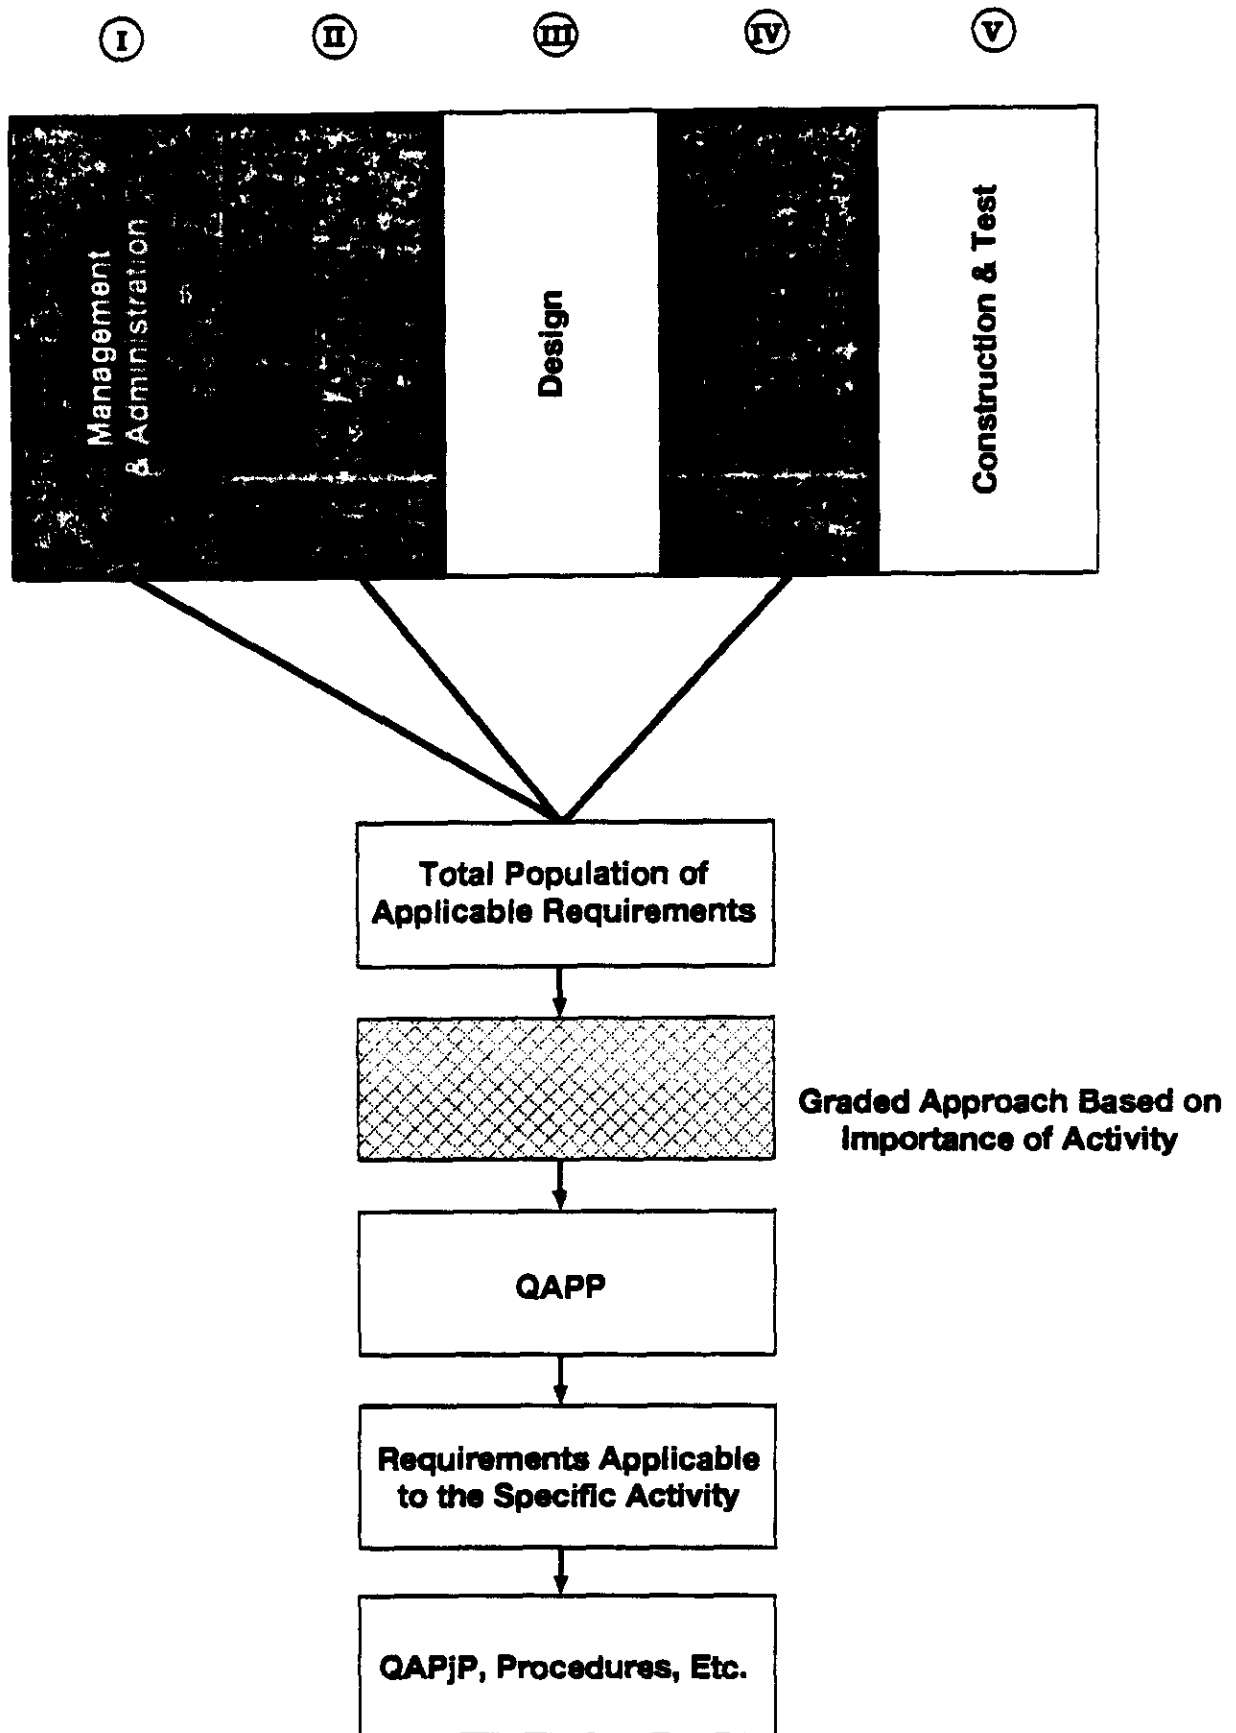 I
II
III
IV
V
Management
& Administration
Design
Construction & Test
Total Population of
Applicable Requirements
Graded Approach Based on
Importance of Activity
QAPP
Requirements Applicable
to the Specific Activity
QAPjP, Procedures, Etc.